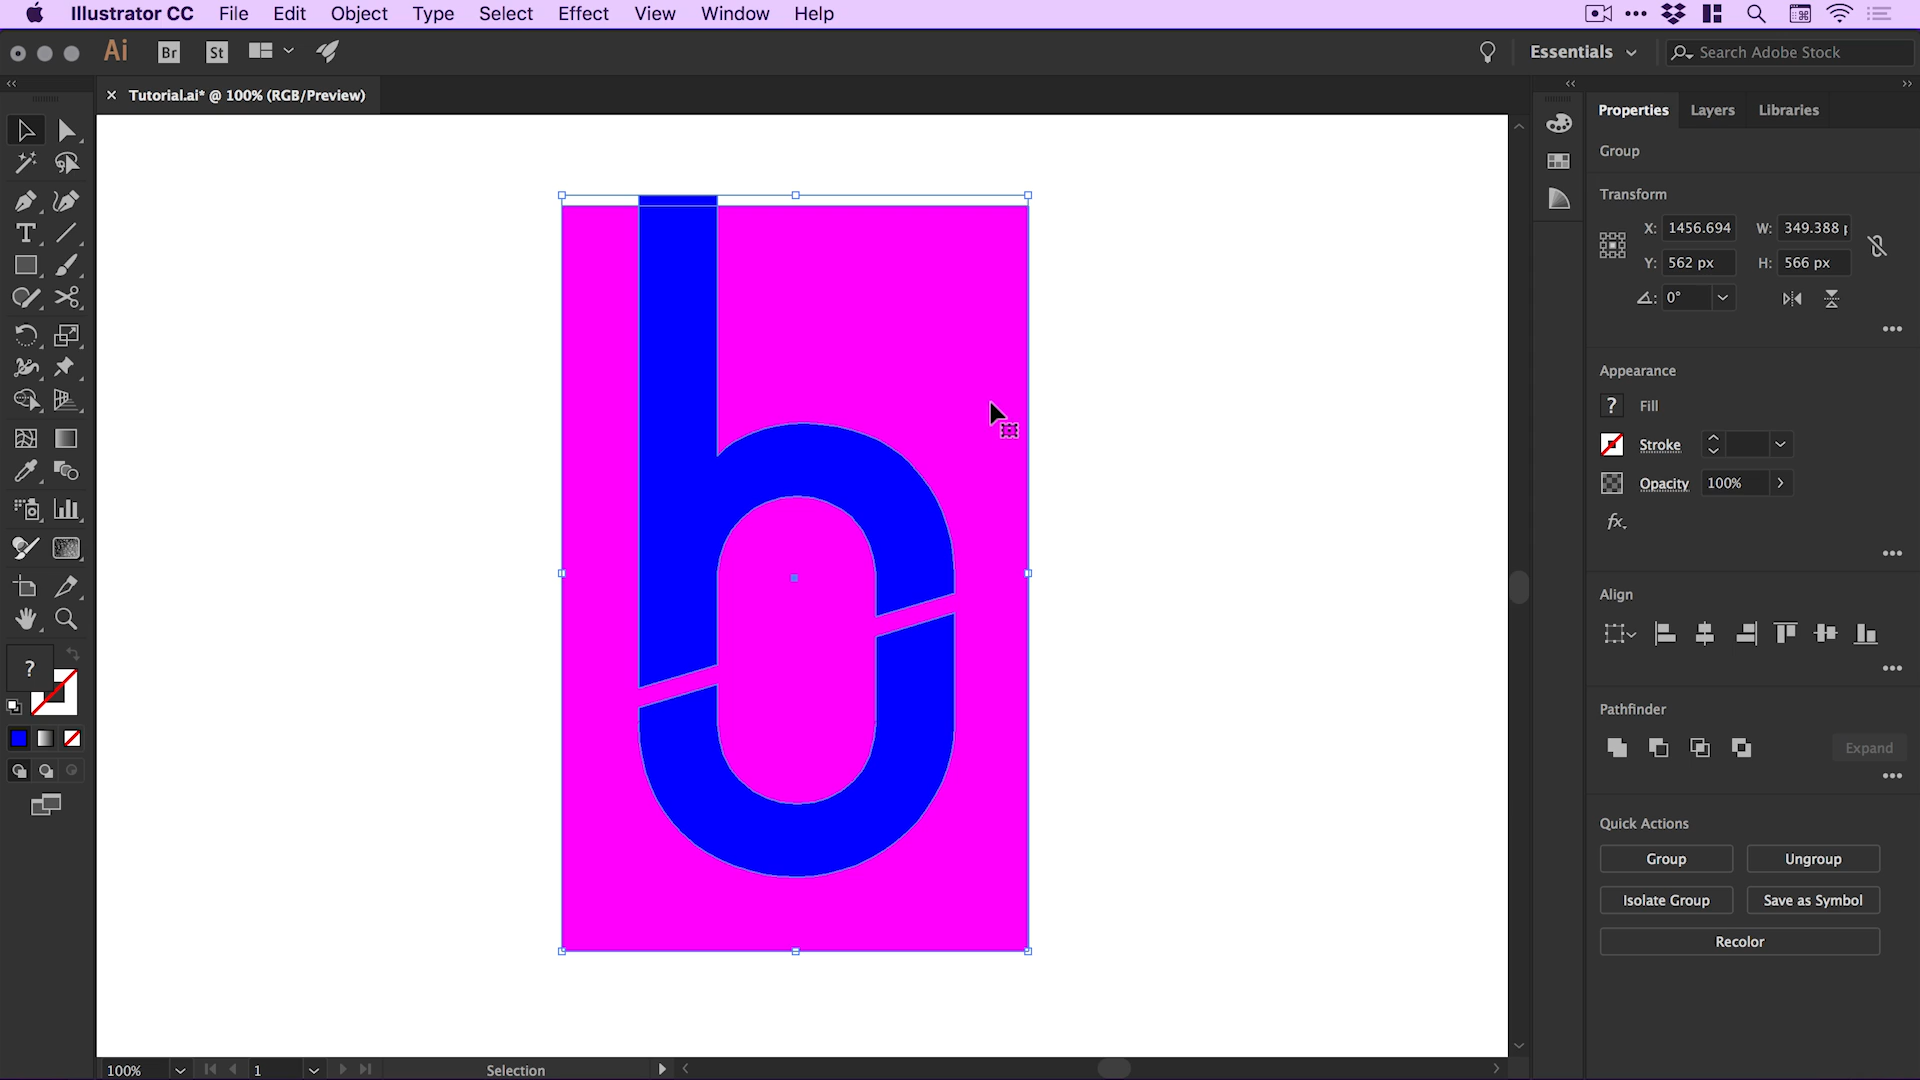 Illustrator CC File Edit Object Type Select Effect View Window Help
Ai Br St Essentials Search Adobe Stock
Tutorial.ai* @ 100% (RGB/Preview)
Properties Layers Libraries
Group
Transform
X: 1456.694 W: 349.388 p
Y: 562 px H: 566 px
0°
Appearance
? Fill
Stroke
Opacity 100%
fx.
Align
Pathfinder
Expand
Quick Actions
Group Ungroup
Isolate Group Save as Symbol
Recolor
T
?
b
100% 1 Selection